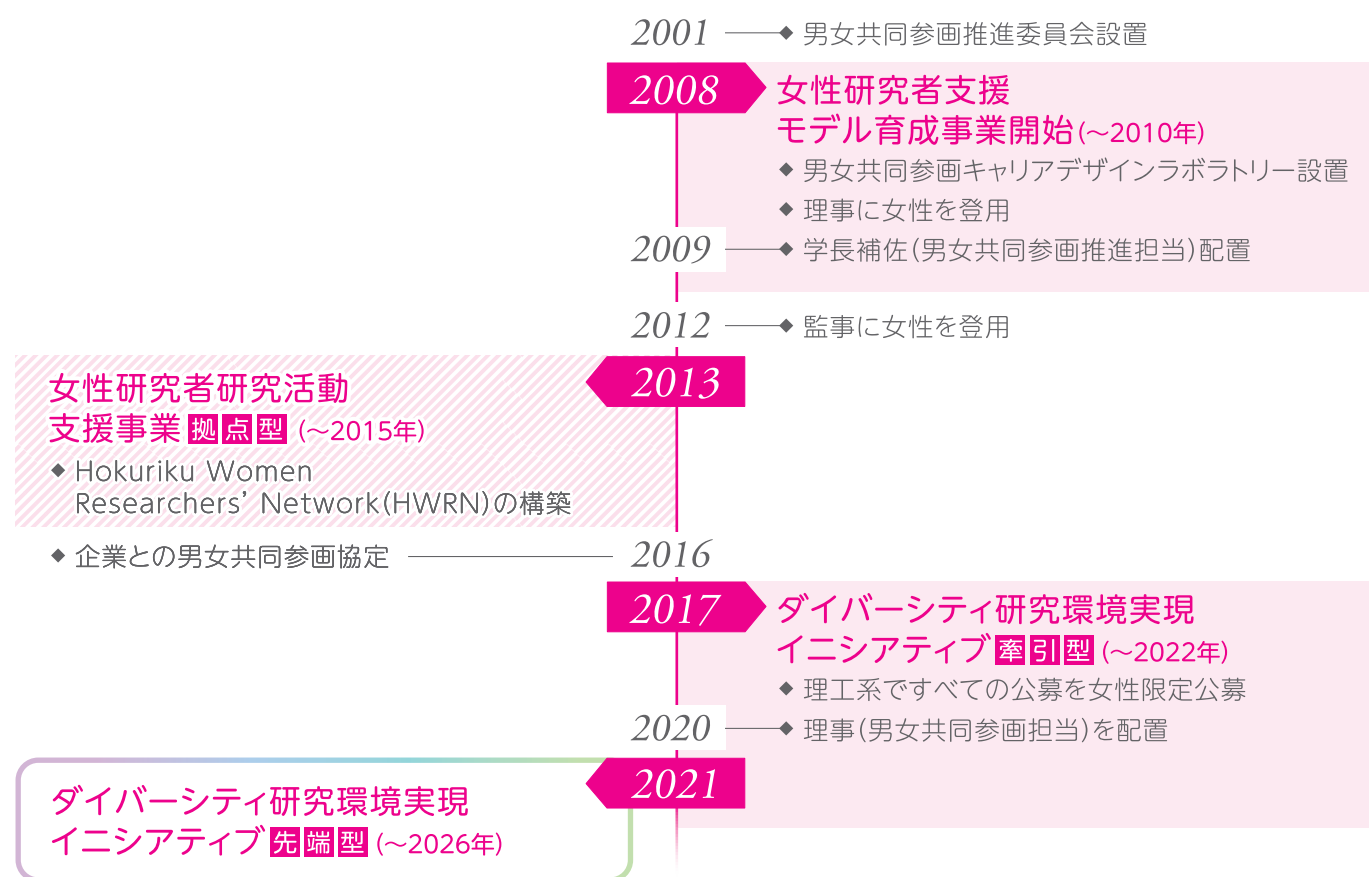 2001 ◆ 男女共同参画推進委員会設置
2008 女性研究者支援
モデル育成事業開始(～2010年)
◆ 男女共同参画キャリアデザインラボラトリー設置
◆ 理事に女性を登用
2009 ◆ 学長補佐(男女共同参画推進担当)配置
2012 ◆ 監事に女性を登用
2013
女性研究者研究活動
支援事業 拠点型 (～2015年)
◆ Hokuriku Women
Researchers’ Network(HWRN)の構築
◆ 企業との男女共同参画協定 2016
2017 ダイバーシティ研究環境実現
イニシアティブ 牽引型 (～2022年)
◆ 理工系ですべての公募を女性限定公募
2020 ◆ 理事(男女共同参画担当)を配置
2021
ダイバーシティ研究環境実現
イニシアティブ 先端型 (～2026年)